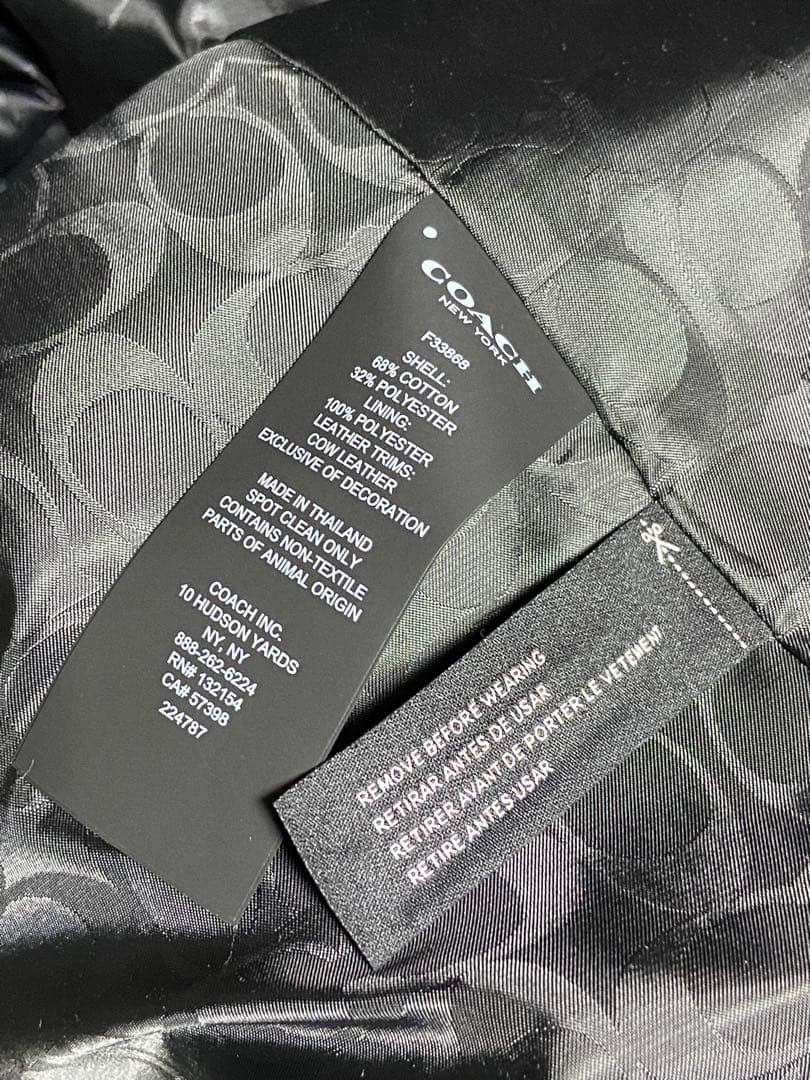 COACH
NEW YORK
F33868
SHELL:
68% COTTON
32% POLYESTER
LINING:
100% POLYESTER
LEATHER TRIMS:
COW LEATHER
EXCLUSIVE OF DECORATION
MADE IN THAILAND
SPOT CLEAN ONLY
CONTAINS NON-TEXTILE
PARTS OF ANIMAL ORIGIN
COACH INC.
10 HUDSON YARDS
NY, NY
888-262-6224
RN# 132154
CA# 57398
224787
REMOVE BEFORE WEARING
RETIRAR ANTES DE USAR
RETIRER AVANT DE PORTER LE VETEMENT
RETIRE ANTES USAR